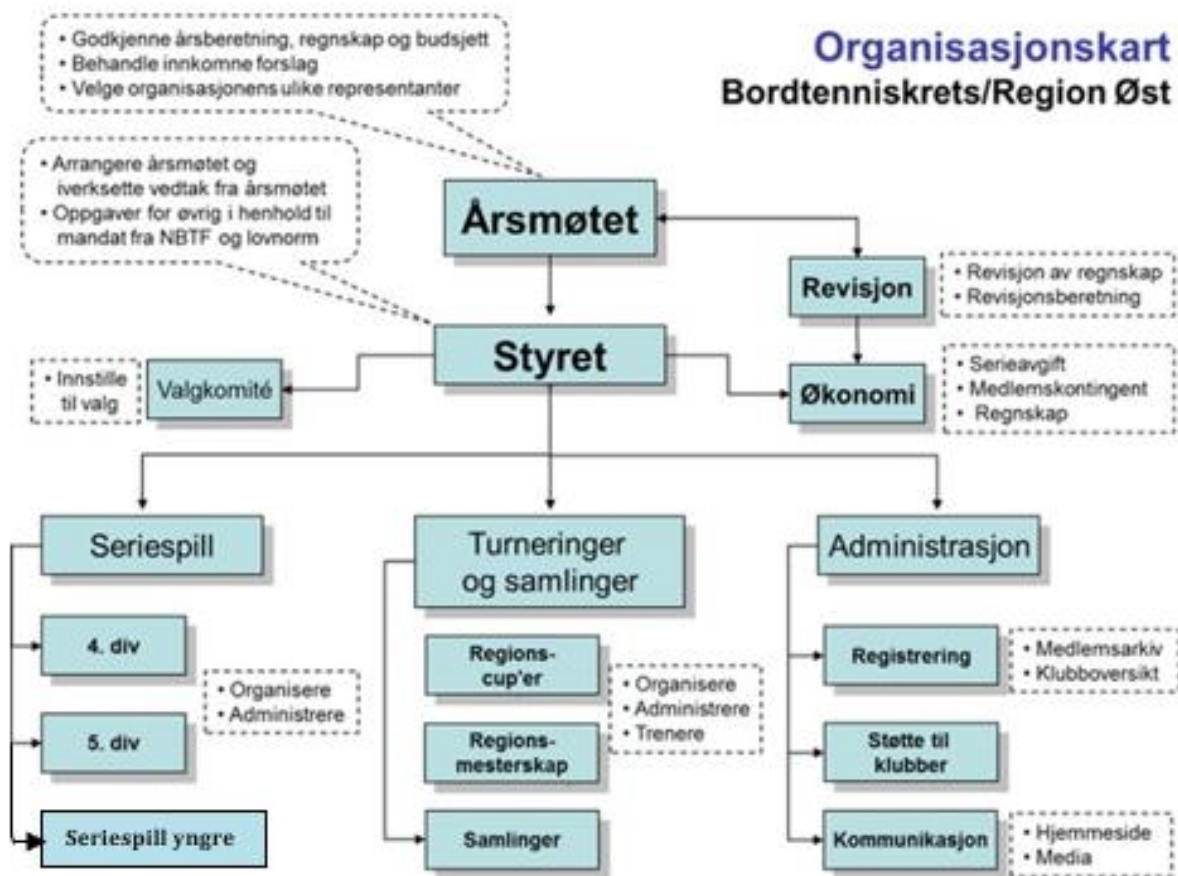 Organisasjonskart
Bordtenniskrets/Region Øst
• Godkjenne årsberetning, regnskap og budsjett
• Behandle innkomne forslag
• Velge organisasjonens ulike representanter
• Arrangere årsmøtet og
iverksette vedtak fra årsmøtet
• Oppgaver for øvrig i henhold til
mandat fra NBTF og lovnorm
Årsmøtet
Revisjon
• Revisjon av regnskap
• Revisjonsberetning
Styret
• Innstille
til valg
Valgkomité
Økonomi
• Serieavgift
• Medlemskontingent
• Regnskap
Seriespill
4. div
5. div
• Organisere
• Administrere
Seriespill yngre
Turneringer
og samlinger
Regions-
cup'er
Regions-
mesterskap
• Organisere
• Administrere
• Trenere
Samlinger
Administrasjon
Registrering
• Medlemsarkiv
• Klubboversikt
Støtte til
klubber
Kommunikasjon
• Hjemmeside
• Media